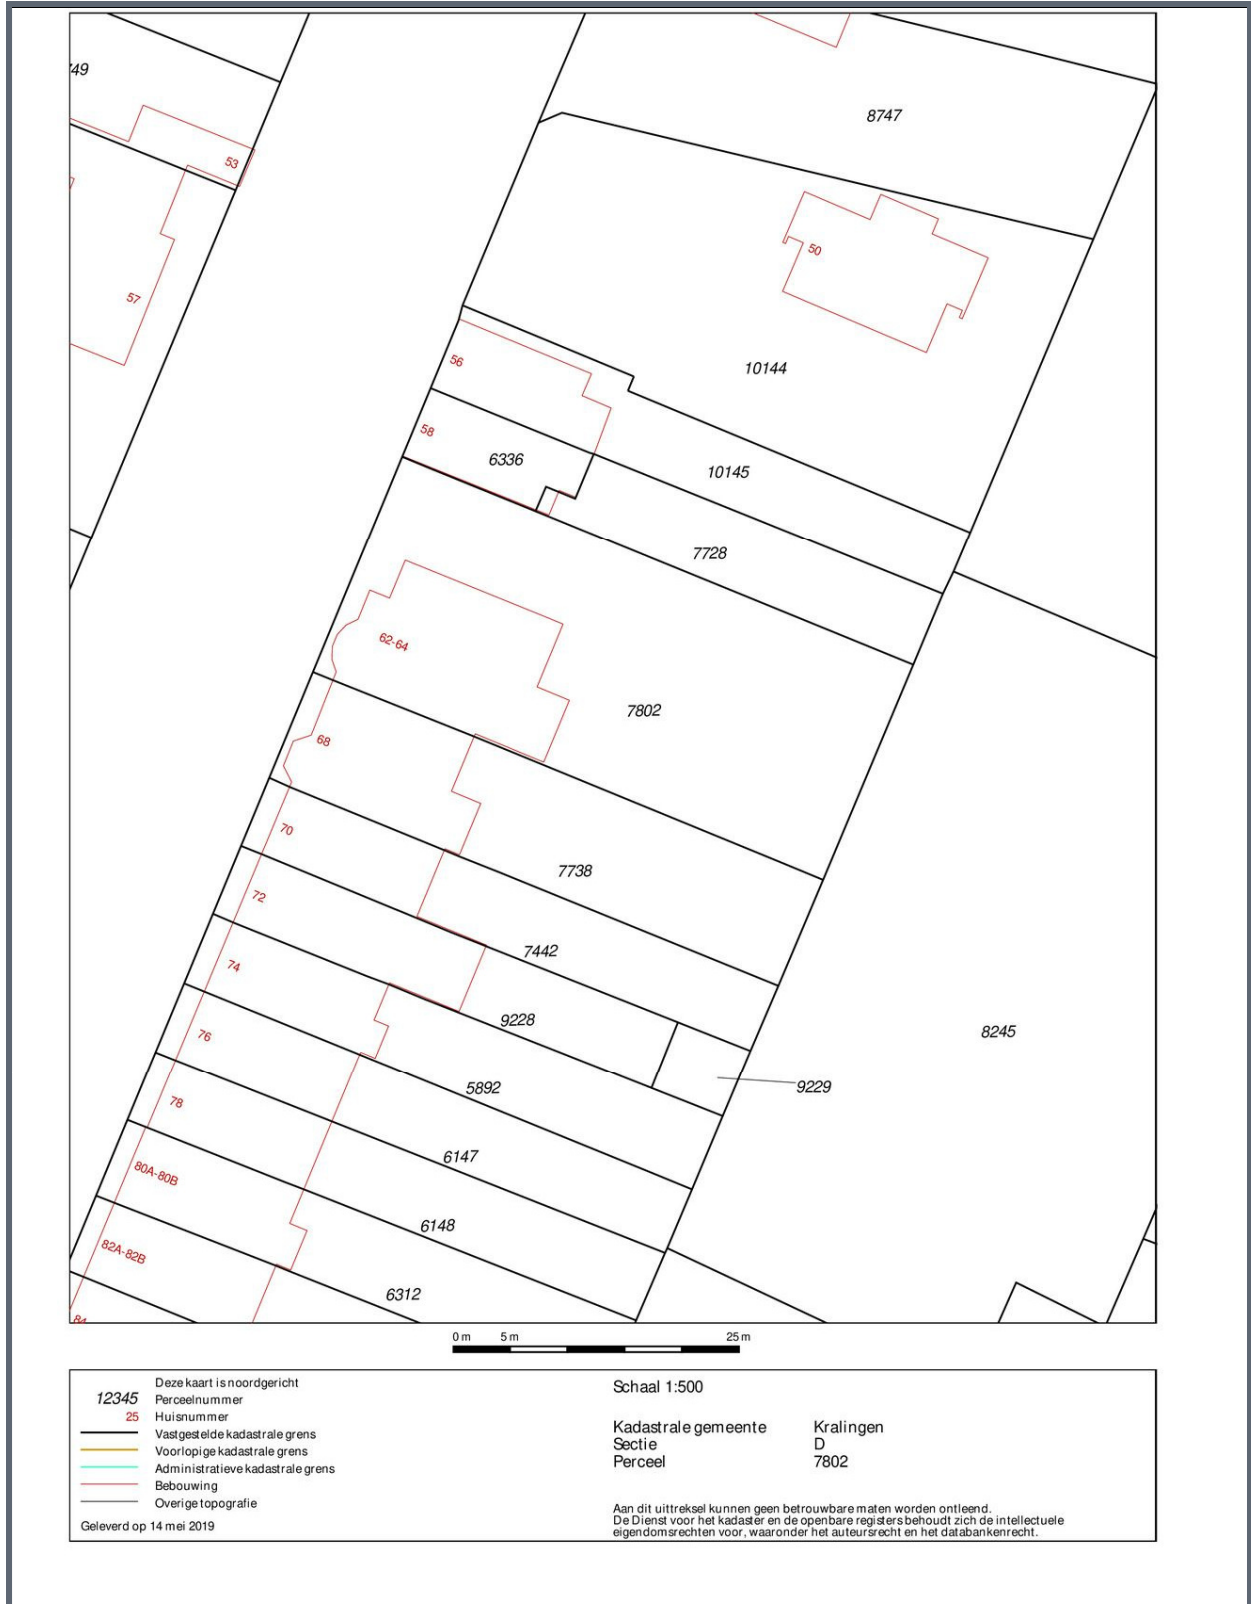 749
8747
53
50
57
56
10144
58
6336
10145
7728
62-64
7802
68
70
7738
72
7442
74
9228
8245
76
5892
9229
78
6147
80A-80B
6148
82A-82B
6312
84
0 m 5 m 25 m
Deze kaart is noordgericht
12345 Perceelnummer
25 Huisnummer
Vastgestelde kadastrale grens
Voorlopige kadastrale grens
Administratieve kadastrale grens
Bebouwing
Overige topografie
Geleverd op 14 mei 2019
Schaal 1:500
Kadastrale gemeente Kralingen
Sectie D
Perceel 7802
Aan dit uittreksel kunnen geen betrouwbare maten worden ontleend.
De Dienst voor het kadaster en de openbare registers behoudt zich de intellectuele
eigendomsrechten voor, waaronder het auteursrecht en het databankenrecht.